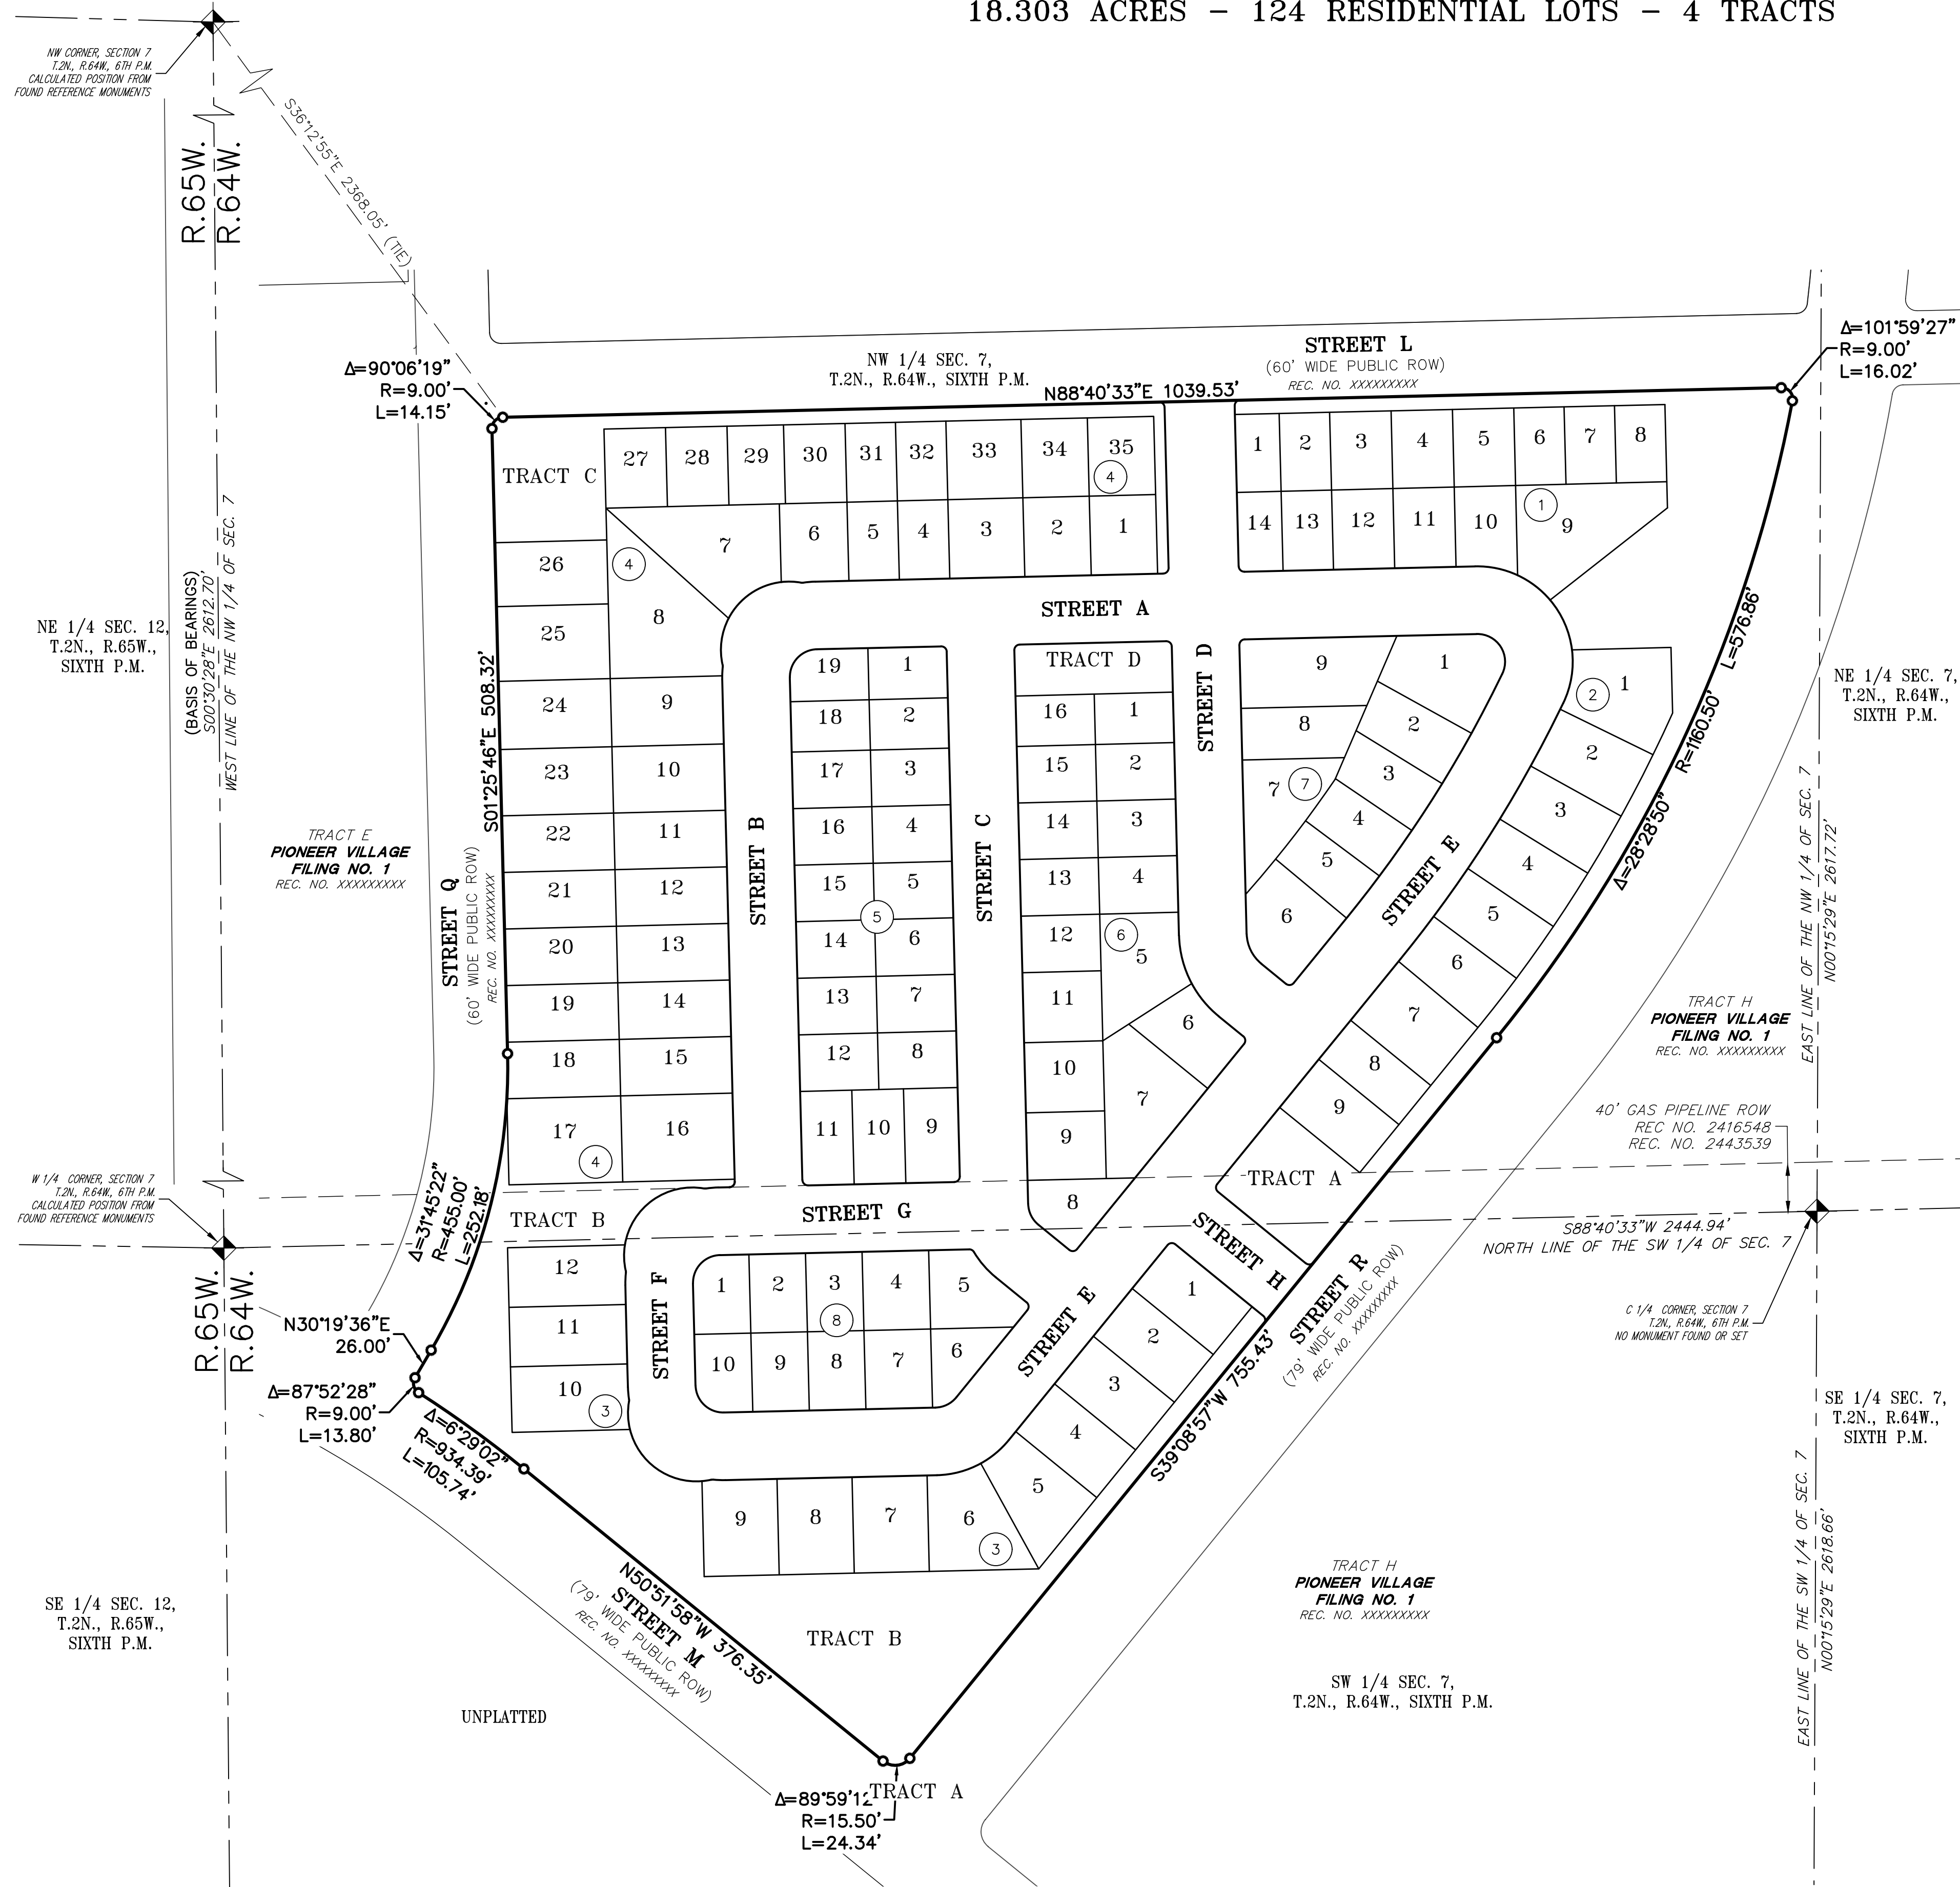 18.303 ACRES – 124 RESIDENTIAL LOTS – 4 TRACTS
NW CORNER, SECTION 7
T.2N., R.64W., 6TH P.M.
CALCULATED POSITION FROM
FOUND REFERENCE MONUMENTS
R.65W.
R.64W.
S36°12'55"E 2368.05' (TIE)
Δ=90°06'19"
R=9.00'
L=14.15'
NW 1/4 SEC. 7,
T.2N., R.64W., SIXTH P.M.
STREET L
(60' WIDE PUBLIC ROW)
REC. NO. XXXXXXXXX
N88°40'33"E 1039.53'
Δ=101°59'27"
R=9.00'
L=16.02'
TRACT C
27
28
29
30
31
32
33
34
35
4
7
6
5
4
3
2
1
1
2
3
4
5
6
7
8
14
13
12
11
10
1
9
26
4
25
8
24
9
23
10
22
11
21
12
20
13
19
14
18
15
17
16
4
STREET A
STREET B
STREET C
STREET D
STREET E
19
1
18
2
17
3
16
4
15
5
5
14
6
13
7
12
8
11
10
9
TRACT D
16
1
15
2
14
3
13
4
12
6
5
11
6
10
7
9
8
9
1
8
2
7
7
3
4
5
6
2
1
2
3
4
5
6
7
8
9
TRACT A
NE 1/4 SEC. 12,
T.2N., R.65W.,
SIXTH P.M.
(BASIS OF BEARINGS)
S00°30'28"E 2612.70'
WEST LINE OF THE NW 1/4 OF SEC. 7
TRACT E
PIONEER VILLAGE
FILING NO. 1
REC. NO. XXXXXXXXX
S01°25'46"E 508.32'
STREET Q
(60' WIDE PUBLIC ROW)
REC. NO. XXXXXXXXX
L=576.86'
R=1160.50'
Δ=28°28'50"
NE 1/4 SEC. 7,
T.2N., R.64W.,
SIXTH P.M.
EAST LINE OF THE NW 1/4 OF SEC. 7
N00°15'29"E 2617.72'
TRACT H
PIONEER VILLAGE
FILING NO. 1
REC. NO. XXXXXXXXX
40' GAS PIPELINE ROW
REC NO. 2416548
REC. NO. 2443539
W 1/4 CORNER, SECTION 7
T.2N., R.64W., 6TH P.M.
CALCULATED POSITION FROM
FOUND REFERENCE MONUMENTS
R.65W.
R.64W.
Δ=31°45'22"
R=455.00'
L=252.18'
TRACT B
STREET G
STREET H
S88°40'33"W 2444.94'
NORTH LINE OF THE SW 1/4 OF SEC. 7
STREET R
(79' WIDE PUBLIC ROW)
REC. NO. XXXXXXXXX
C 1/4 CORNER, SECTION 7
T.2N., R.64W., 6TH P.M.
NO MONUMENT FOUND OR SET
N30°19'36"E
26.00'
Δ=87°52'28"
R=9.00'
L=13.80'
Δ=6°29'02"
R=934.39'
L=105.74'
12
11
10
3
STREET F
1
2
3
4
5
8
10
9
8
7
6
STREET E
1
2
3
4
5
9
8
7
6
3
S39°08'57"W 755.43'
SE 1/4 SEC. 7,
T.2N., R.64W.,
SIXTH P.M.
EAST LINE OF THE SW 1/4 OF SEC. 7
N00°15'29"E 2618.66'
TRACT H
PIONEER VILLAGE
FILING NO. 1
REC. NO. XXXXXXXXX
SE 1/4 SEC. 12,
T.2N., R.65W.,
SIXTH P.M.
N50°51'58"W 376.35'
STREET M
(79' WIDE PUBLIC ROW)
REC. NO. XXXXXXXXX
TRACT B
SW 1/4 SEC. 7,
T.2N., R.64W., SIXTH P.M.
UNPLATTED
Δ=89°59'12
TRACT A
R=15.50'
L=24.34'